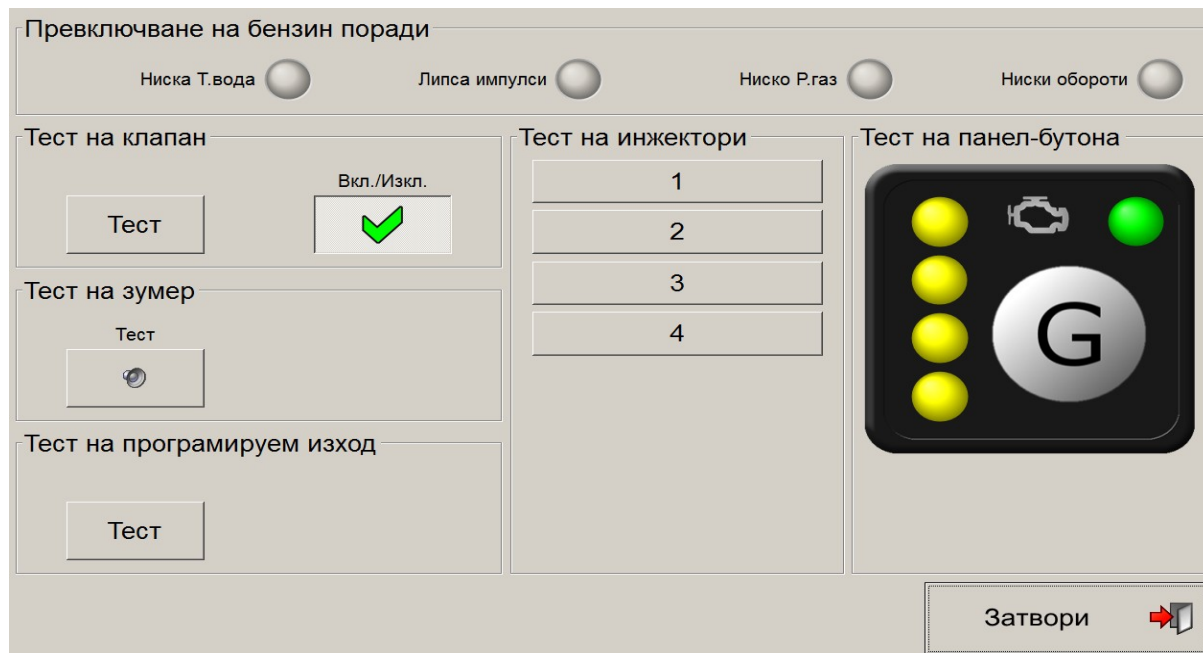 Превключване на бензин поради
Ниска Т.вода
Липса импулси
Ниско Р.газ
Ниски обороти
Тест на клапан
Вкл./Изкл.
Тест
Тест на зумер
Тест
Тест на програмируем изход
Тест
Тест на инжектори
1
2
3
4
Тест на панел-бутона
G
Затвори